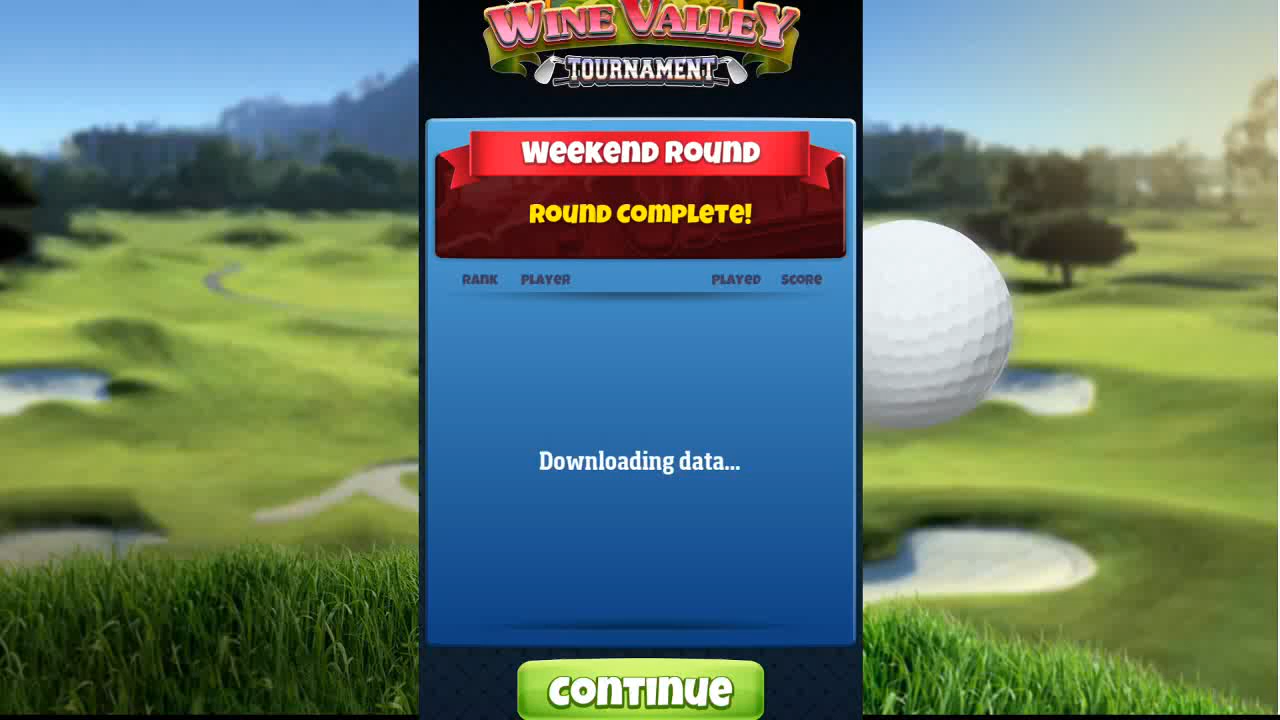 WINE VALLEY
TOURNAMENT
WEEKEND ROUND
ROUND COMPLETE!
RANK PLAYER PLAYED SCORE
Downloading data...
CONTINUE